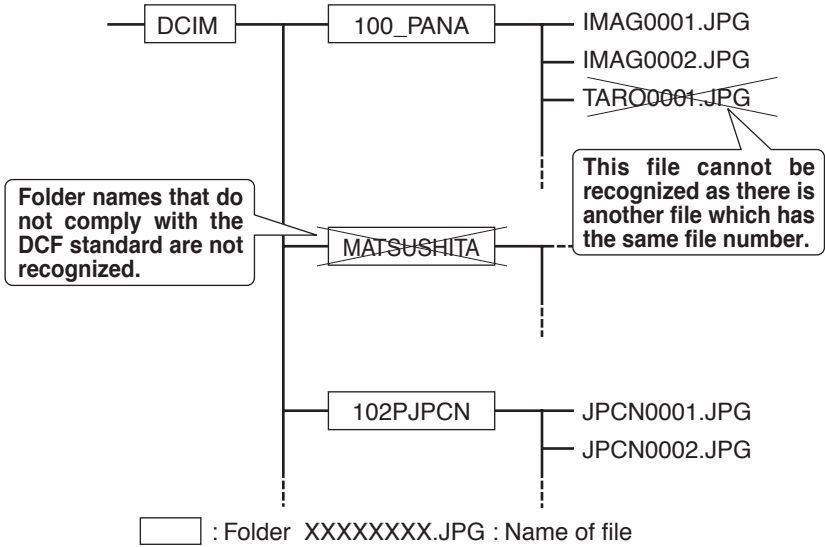 DCIM
100_PANA
IMAG0001.JPG
IMAG0002.JPG
TARO0001.JPG
This file cannot be
recognized as there is
another file which has
the same file number.
Folder names that do
not comply with the
DCF standard are not
recognized.
MATSUSHITA
102PJPCN
JPCN0001.JPG
JPCN0002.JPG
: Folder XXXXXXXX.JPG : Name of file